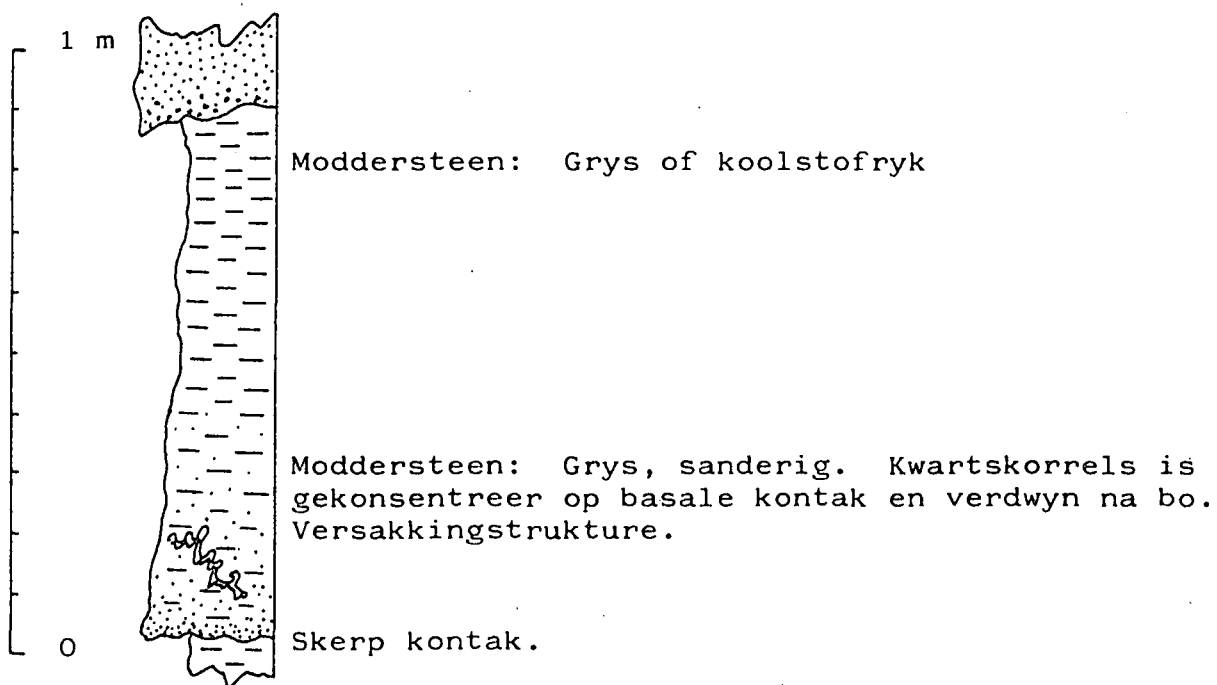 1 m
Moddersteen: Grys of koolstofryk
Moddersteen: Grys, sanderig. Kwartskorrels is
gekonsentreer op basale kontak en verdwyn na bo.
Versakkingstrukture.
Skerp kontak.
0